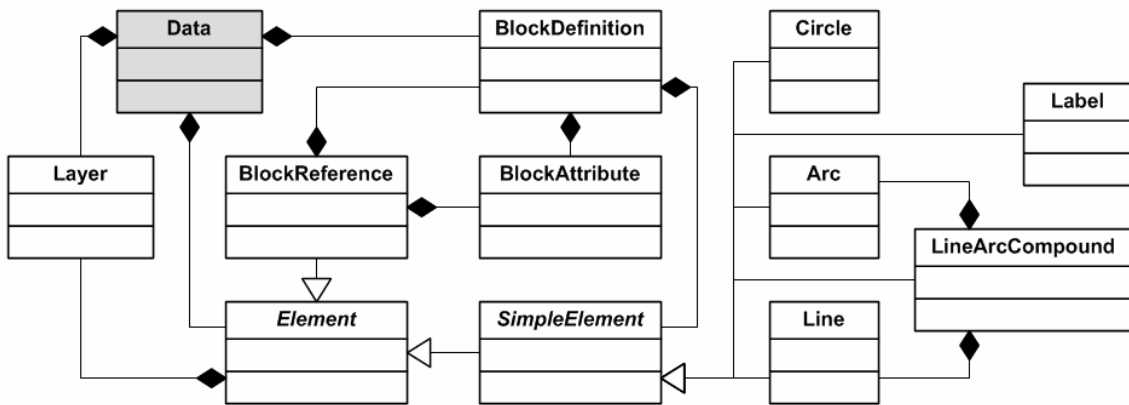 Data
BlockDefinition
Circle
Label
Layer
BlockReference
BlockAttribute
Arc
LineArcCompound
Element
SimpleElement
Line